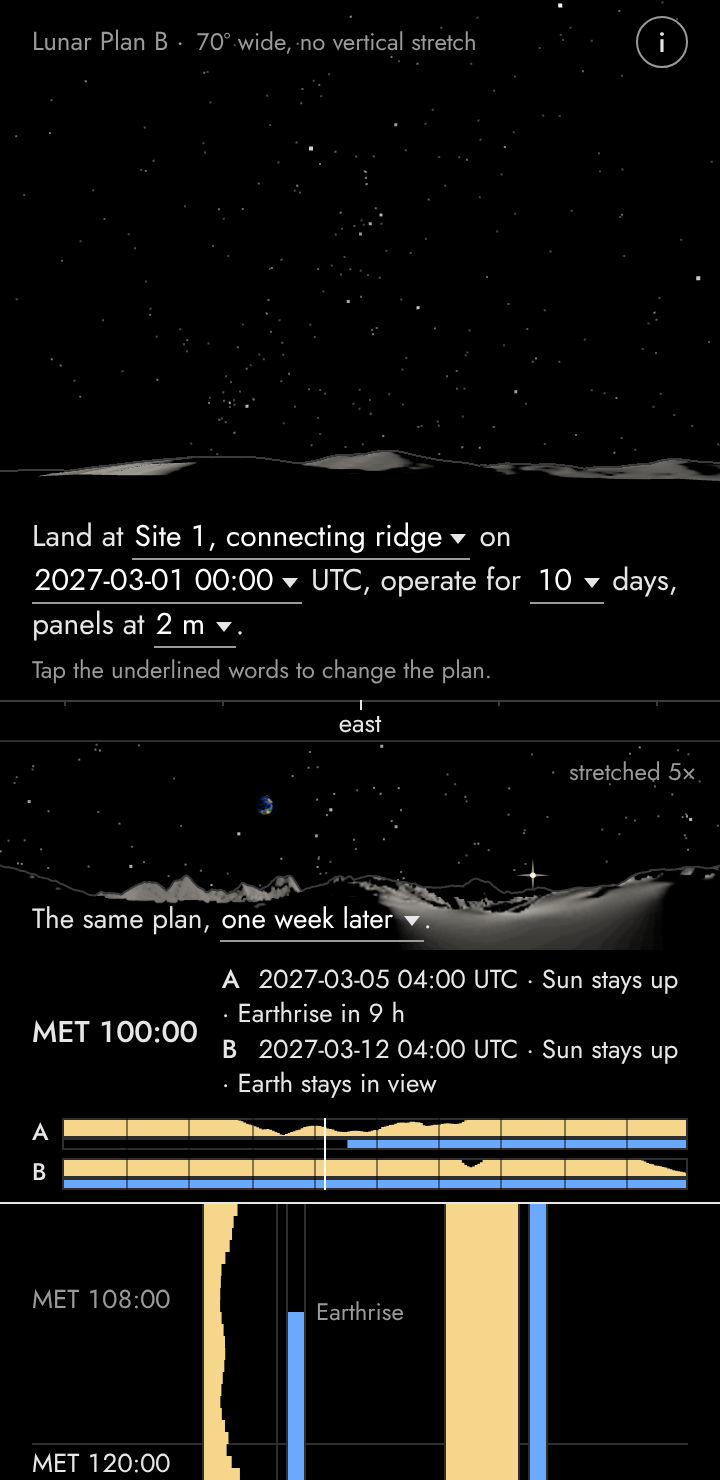 Lunar Plan B · 70° wide, no vertical stretch
i
Land at Site 1, connecting ridge on
2027-03-01 00:00 UTC, operate for 10 days,
panels at 2 m.
Tap the underlined words to change the plan.
east
stretched 5×
The same plan, one week later.
MET 100:00
A 2027-03-05 04:00 UTC · Sun stays up
· Earthrise in 9 h
B 2027-03-12 04:00 UTC · Sun stays up
· Earth stays in view
A
B
MET 108:00
Earthrise
MET 120:00